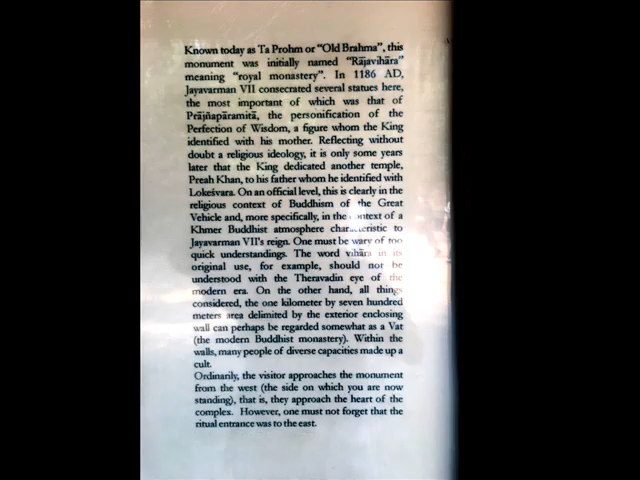 Known today as Ta Prohm or “Old Brahma”, this
monument was initially named “Rājavihāra”
meaning “royal monastery”. In 1186 AD,
Jayavarman VII consecrated several statues here,
the most important of which was that of
Prājñapāramitā, the personification of the
Perfection of Wisdom, a figure whom the King
identified with his mother. Reflecting without
doubt a religious ideology, it is only some years
later that the King dedicated another temple,
Preah Khan, to his father whom he identified with
Lokeśvara. On an official level, this is clearly in the
religious context of Buddhism of the Great
Vehicle and, more specifically, in the context of a
Khmer Buddhist atmosphere characteristic to
Jayavarman VII's reign. One must be wary of too
quick understandings. The word vihāra in its
original use, for example, should not be
understood with the Theravadin eye of the
modern era. On the other hand, all things
considered, the one kilometer by seven hundred
meters area delimited by the exterior enclosing
wall can perhaps be regarded somewhat as a Vat
(the modern Buddhist monastery). Within the
walls, many people of diverse capacities made up a
cult.
Ordinarily, the visitor approaches the monument
from the west (the side on which you are now
standing), that is, they approach the heart of the
complex. However, one must not forget that the
ritual entrance was to the east.